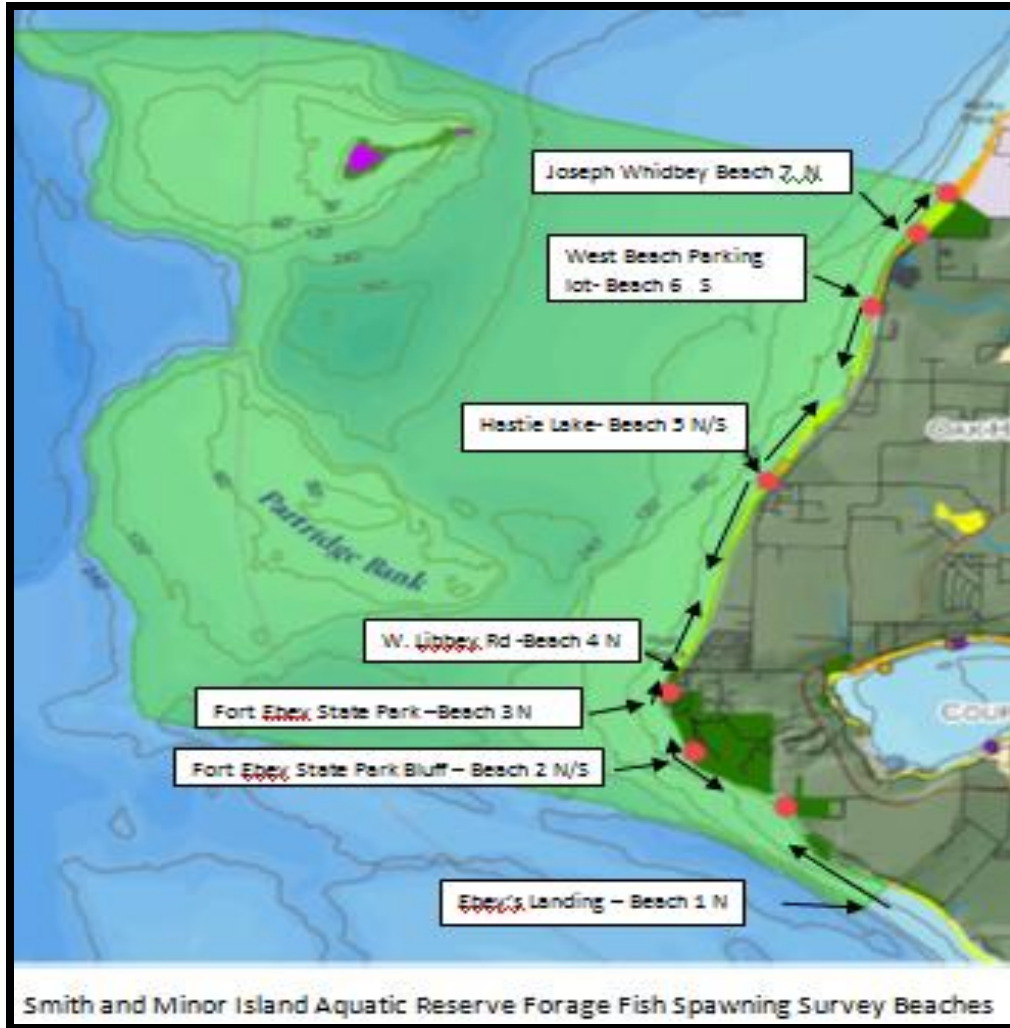 Joseph Whidbey Beach 7 N
West Beach Parking
lot- Beach 6 S
Hastie Lake- Beach 5 N/S
Partridge Bank
W. Libbey Rd -Beach 4 N
Fort Ebey State Park –Beach 3 N
Fort Ebey State Park Bluff – Beach 2 N/S
Ebey's Landing – Beach 1 N
Smith and Minor Island Aquatic Reserve Forage Fish Spawning Survey Beaches